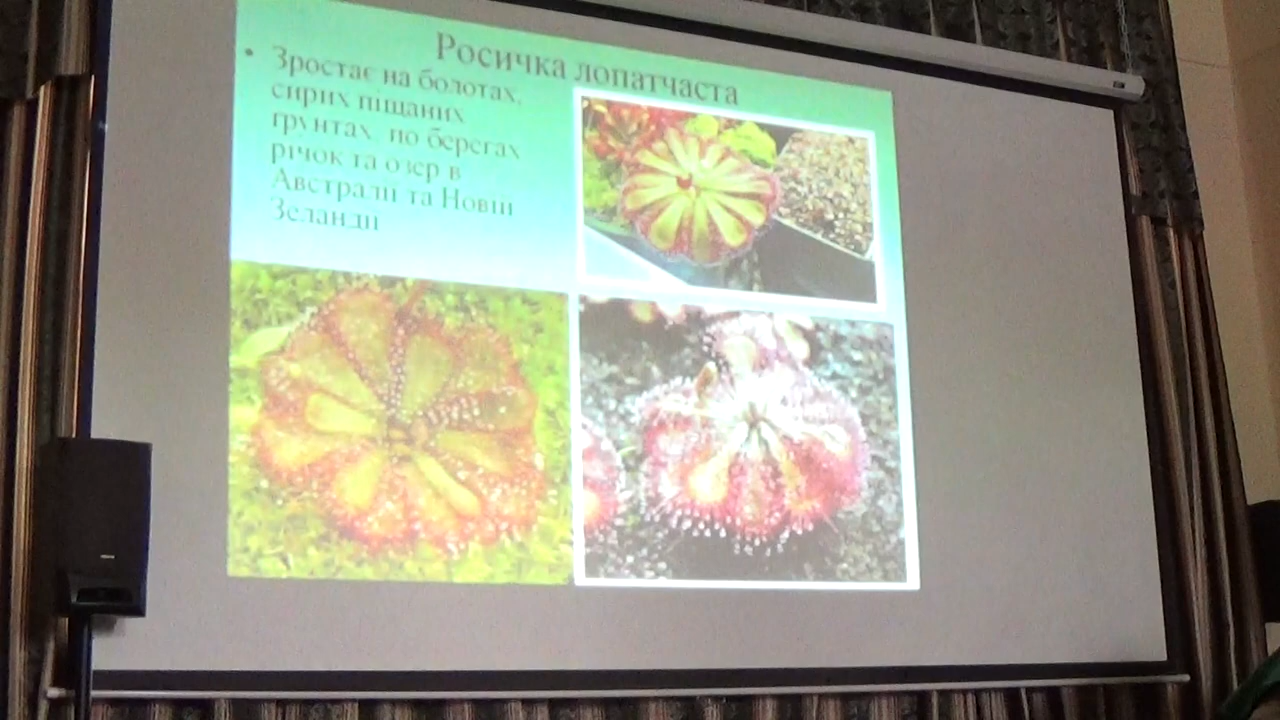 Росичка лопатчаста
• Зростає на болотах,
сирих піщаних
ґрунтах, по берегах
річок та озер в
Австралії та Новій
Зеландії